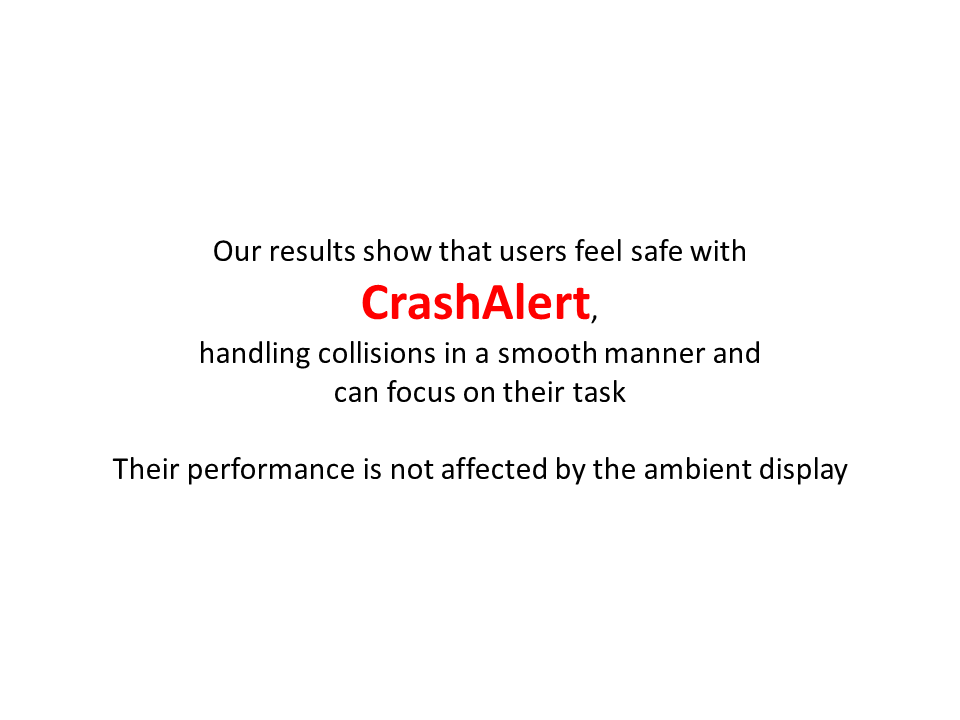 Our results show that users feel safe with
CrashAlert,
handling collisions in a smooth manner and
can focus on their task
Their performance is not affected by the ambient display